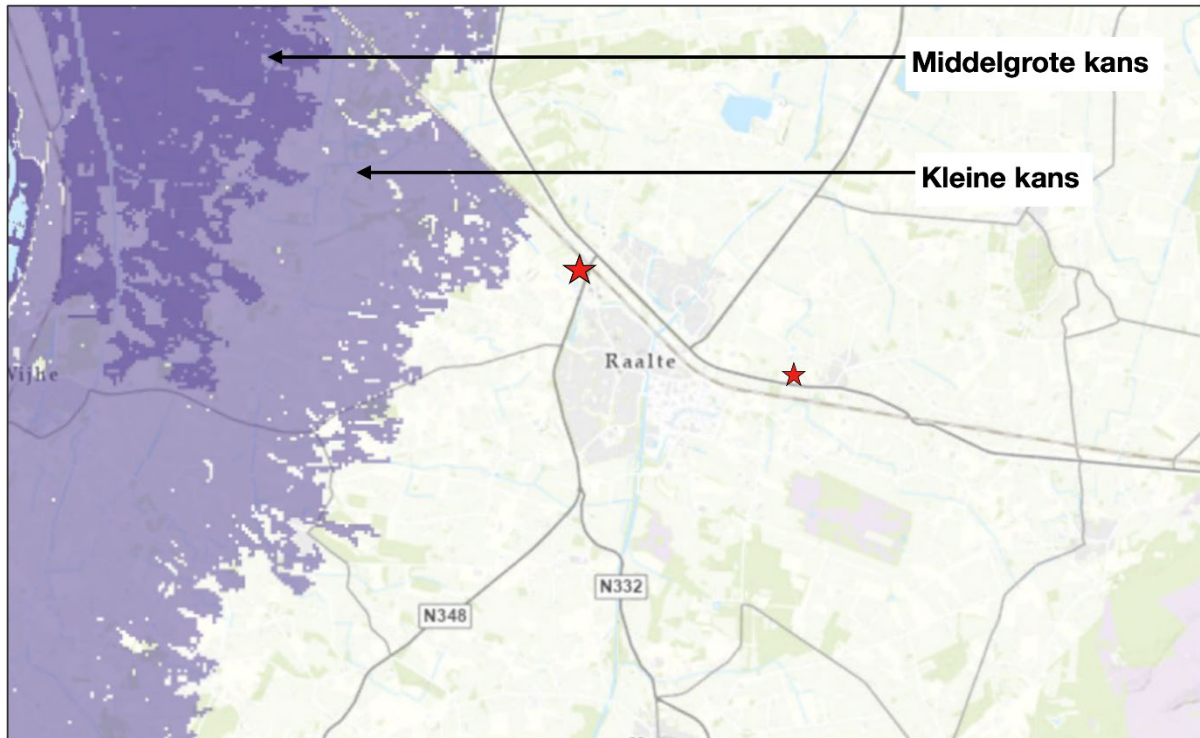 Middelgrote kans
Kleine kans
Raalte
Wijhe
N332
N348